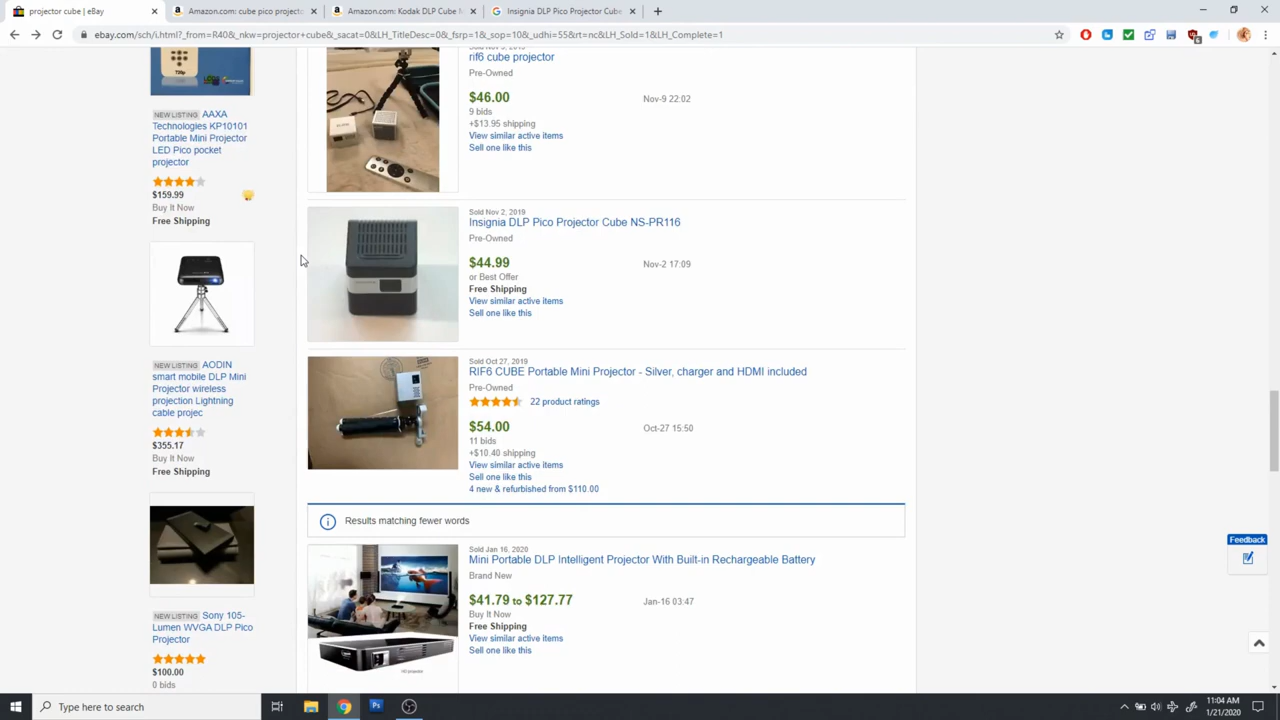 projector cube | eBay
Amazon.com: cube pico projecto
Amazon.com: Kodak DLP Cube M
Insignia DLP Pico Projector Cube
ebay.com/sch/i.html?_from=R40&_nkw=projector+cube&_sacat=0&LH_TitleDesc=0&_fsrp=1&_sop=10&_udhi=55&rt=nc&LH_Sold=1&LH_Complete=1
720p
NEW LISTING AAXA
Technologies KP10101
Portable Mini Projector
LED Pico pocket
projector
$159.99
Buy It Now
Free Shipping
NEW LISTING AODIN
smart mobile DLP Mini
Projector wireless
projection Lightning
cable projec
$355.17
Buy It Now
Free Shipping
NEW LISTING Sony 105-
Lumen WVGA DLP Pico
Projector
$100.00
0 bids
rif6 cube projector
Pre-Owned
$46.00
Nov-9 22:02
9 bids
+$13.95 shipping
View similar active items
Sell one like this
Sold Nov 2, 2019
Insignia DLP Pico Projector Cube NS-PR116
Pre-Owned
$44.99
Nov-2 17:09
or Best Offer
Free Shipping
View similar active items
Sell one like this
Sold Oct 27, 2019
RIF6 CUBE Portable Mini Projector - Silver, charger and HDMI included
Pre-Owned
22 product ratings
$54.00
Oct-27 15:50
11 bids
+$10.40 shipping
View similar active items
Sell one like this
4 new & refurbished from $110.00
Results matching fewer words
Sold Jan 16, 2020
Mini Portable DLP Intelligent Projector With Built-in Rechargeable Battery
Brand New
$41.79 to $127.77
Jan-16 03:47
Buy It Now
Free Shipping
View similar active items
Sell one like this
Feedback
Type here to search
11:04 AM
1/21/2020